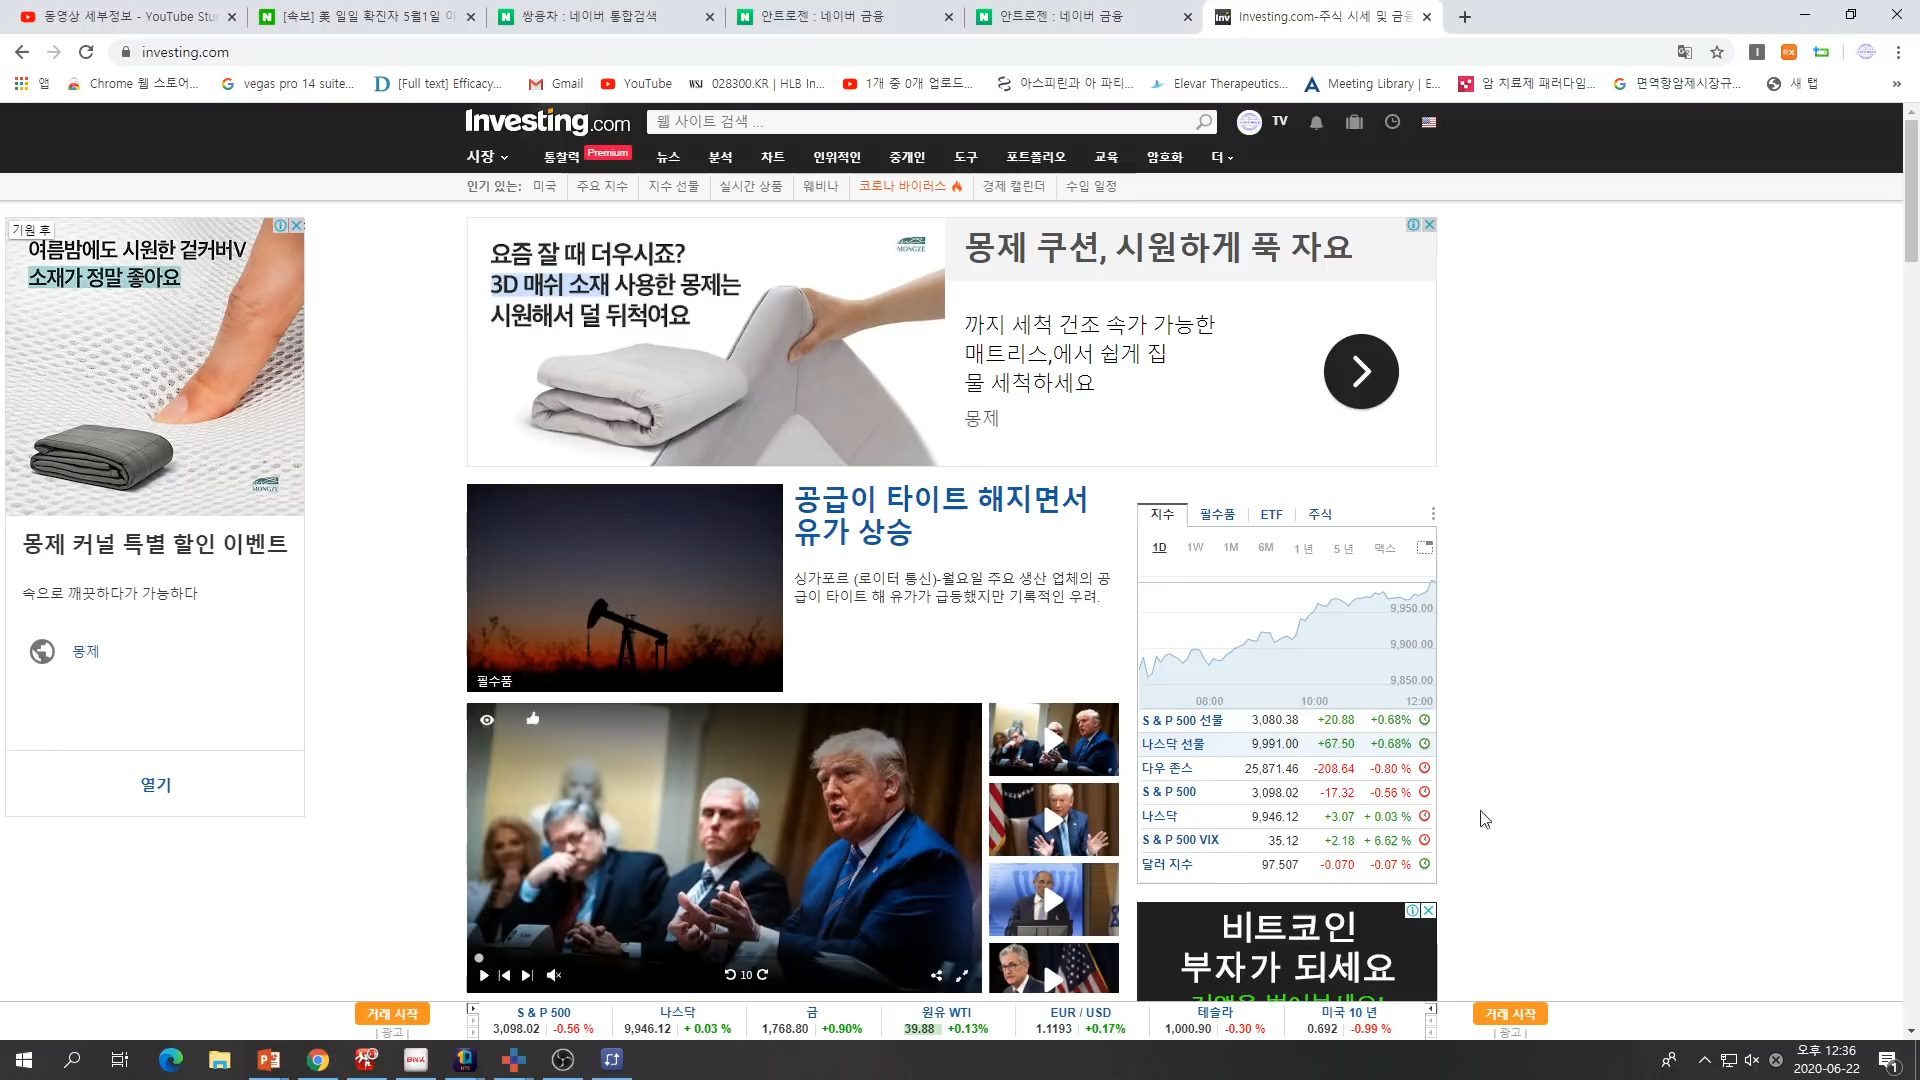 동영상 세부정보 - YouTube Stu
[속보] 美 일일 확진자 5월1일 이
쌍용차 : 네이버 통합검색
안트로젠 : 네이버 금융
안트로젠 : 네이버 금융
Investing.com-주식 시세 및 금융
investing.com
앱
Chrome 웹 스토어...
vegas pro 14 suite...
[Full text] Efficacy...
Gmail
YouTube
WSJ 028300.KR | HLB In...
1개 중 0개 업로드...
아스피린과 아 파티...
Elevar Therapeutics...
Meeting Library | E...
암 치료제 패러다임...
면역항암제시장규...
새 탭
»
Investing.com
웹 사이트 검색 ...
TV
시장
통찰력 Premium
뉴스
분석
차트
인위적인
중개인
도구
포트폴리오
교육
암호화
더
인기 있는:
미국
주요 지수
지수 선물
실시간 상품
웨비나
코로나 바이러스
경제 캘린더
수입 일정
기원 후
여름밤에도 시원한 겉커버V
소재가 정말 좋아요
MONGZE
몽제 커널 특별 할인 이벤트
속으로 깨끗하다가 가능하다
몽제
열기
요즘 잘 때 더우시죠?
3D 매쉬 소재 사용한 몽제는
시원해서 덜 뒤척여요
MONGZE
몽제 쿠션, 시원하게 푹 자요
까지 세척 건조 속가 가능한
매트리스,에서 쉽게 집
물 세척하세요
몽제
필수품
공급이 타이트 해지면서
유가 상승
싱가포르 (로이터 통신)-월요일 주요 생산 업체의 공
급이 타이트 해 유가가 급등했지만 기록적인 우려.
10
지수 필수품 ETF 주식
1D 1W 1M 6M 1 년 5 년 맥스
9,950.00
9,900.00
9,850.00
08:00 10:00 12:00
S & P 500 선물 3,080.38 +20.88 +0.68%
나스닥 선물 9,991.00 +67.50 +0.68%
다우 존스 25,871.46 -208.64 -0.80 %
S & P 500 3,098.02 -17.32 -0.56 %
나스닥 9,946.12 +3.07 + 0.03 %
S & P 500 VIX 35.12 +2.18 + 6.62 %
달러 지수 97.507 -0.070 -0.07 %
비트코인
부자가 되세요
거래 시작
| 광고 |
S & P 500
3,098.02 -0.56 %
나스닥
9,946.12 + 0.03 %
금
1,768.80 +0.90%
원유 WTI
39.88 +0.13%
EUR / USD
1.1193 +0.17%
테슬라
1,000.90 -0.30 %
미국 10 년
0.692 -0.99 %
거래 시작
| 광고 |
오후 12:36
2020-06-22
1